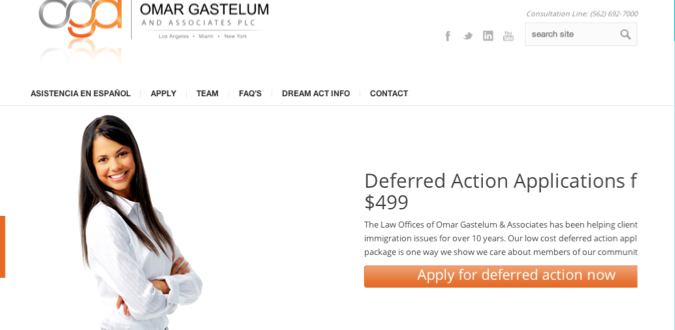 oga
OMAR GASTELUM
AND ASSOCIATES PLC
Los Angeles • Miami • New York
Consultation Line: (562) 692-7000
search site
ASISTENCIA EN ESPAÑOL
APPLY
TEAM
FAQ'S
DREAM ACT INFO
CONTACT
Deferred Action Applications f
$499
The Law Offices of Omar Gastelum & Associates has been helping client
immigration issues for over 10 years. Our low cost deferred action appl
package is one way we show we care about members of our communit
Apply for deferred action now